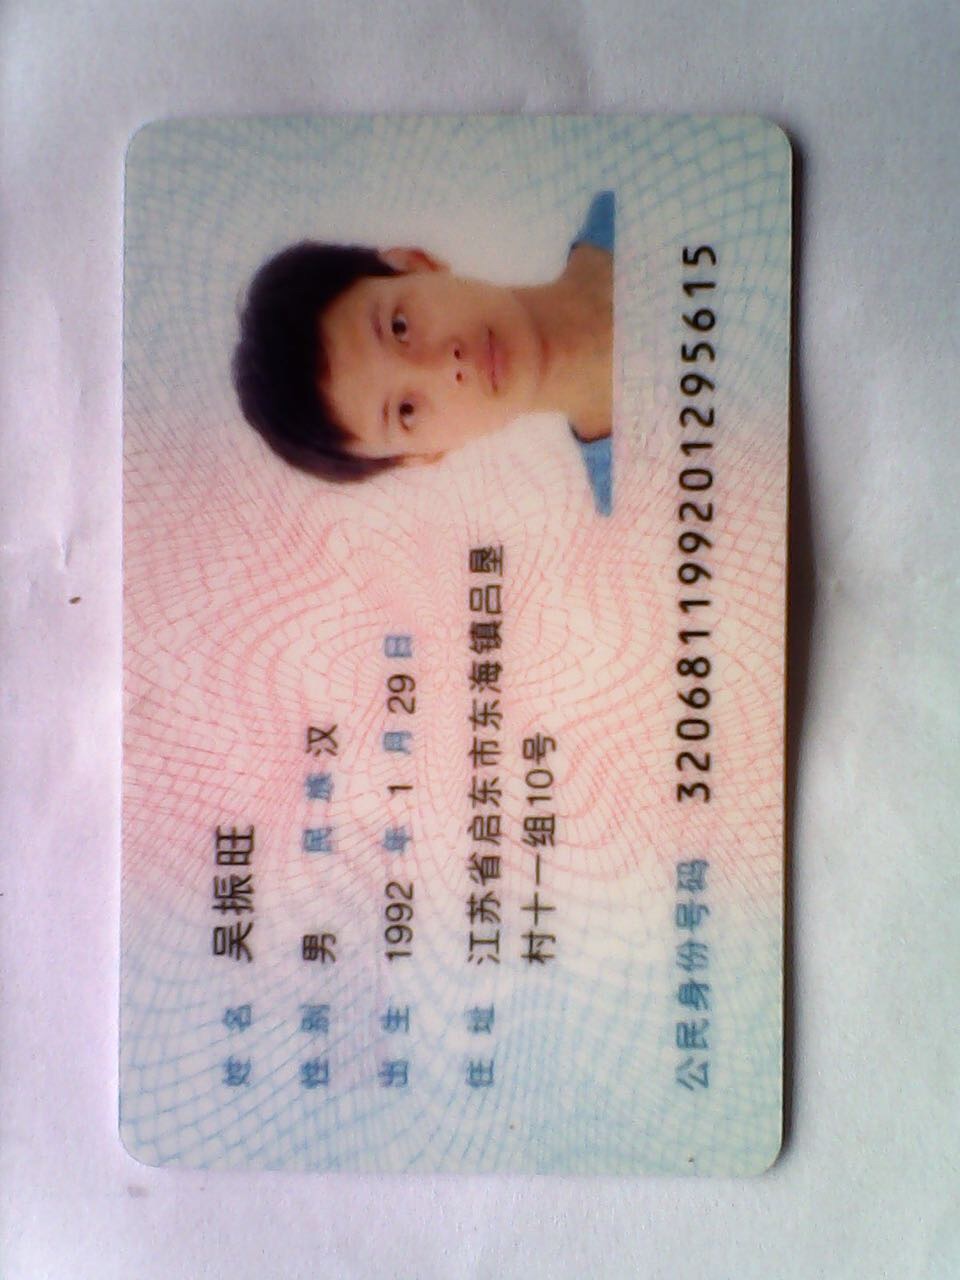 姓名 吴振旺
性别 男 民族 汉
出生 1992 年 1 月 29 日
住址 江苏省启东市东海镇吕垦
村十一组10号
公民身份号码 320681199201295615